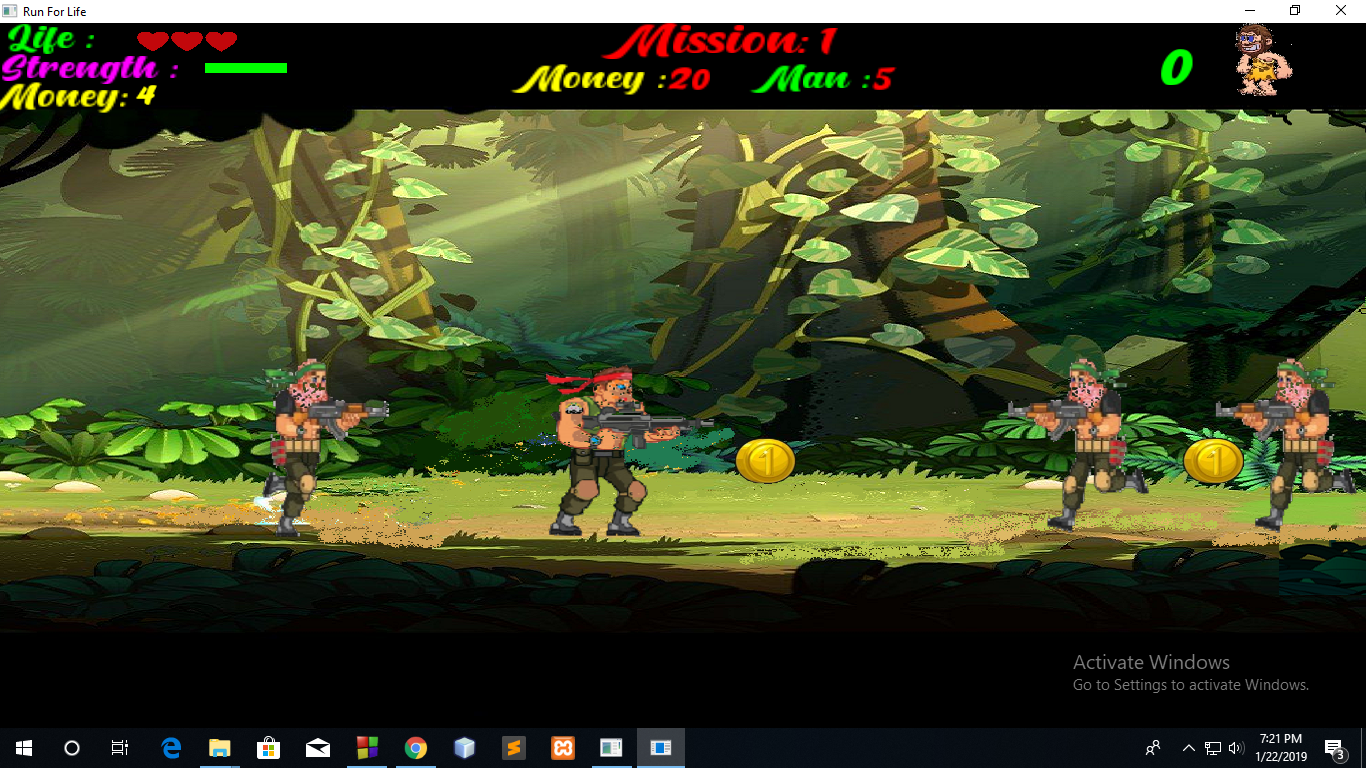 Run For Life
Life :
Mission: 1
0
Strength :
Money :20 Man :5
Money: 4
1
1
Activate Windows
Go to Settings to activate Windows.
7:21 PM
1/22/2019
3